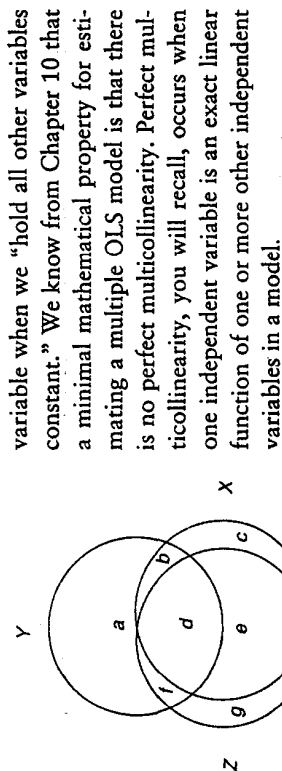 variable when we “hold all other variables
constant.” We know from Chapter 10 that
a minimal mathematical property for esti-
mating a multiple OLS model is that there
is no perfect multicollinearity. Perfect mul-
ticollinearity, you will recall, occurs when
one independent variable is an exact linear
function of one or more other independent
variables in a model.
Y
a
f
b
d
Z
g
e
c
X